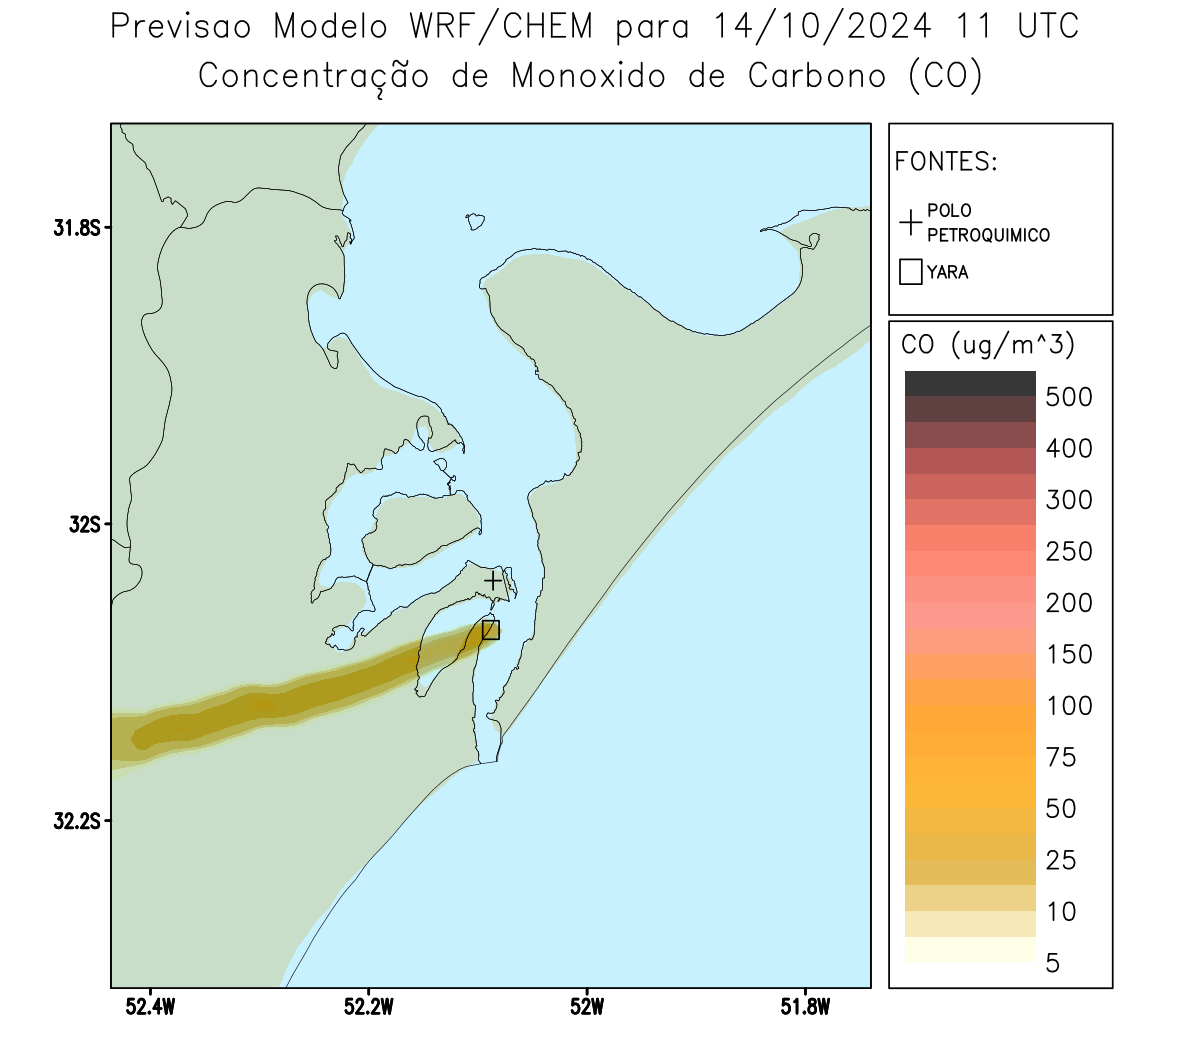 Previsao Modelo WRF/CHEM para 14/10/2024 11 UTC
Concentração de Monoxido de Carbono (CO)
FONTES:
POLO
PETROQUIMICO
YARA
CO (ug/m^3)
500
400
300
250
200
150
100
75
50
25
10
5
31.8S
32S
32.2S
52.4W
52.2W
52W
51.8W